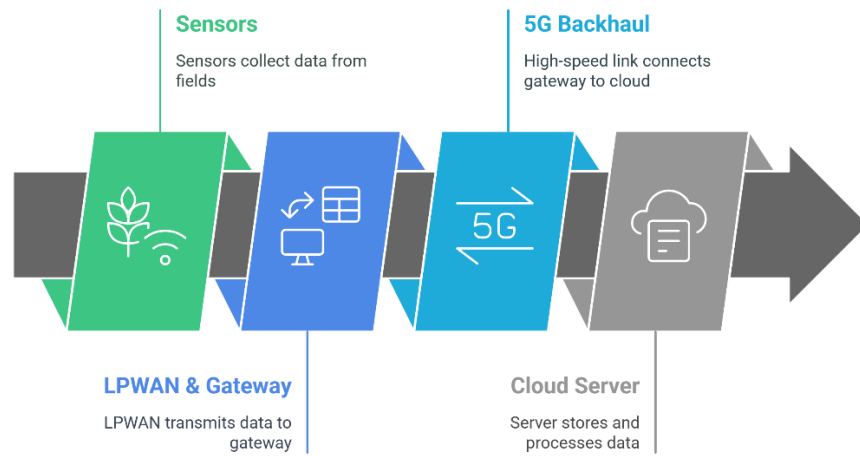 Sensors
Sensors collect data from
fields
5G Backhaul
High-speed link connects
gateway to cloud
5G
LPWAN & Gateway
LPWAN transmits data to
gateway
Cloud Server
Server stores and
processes data